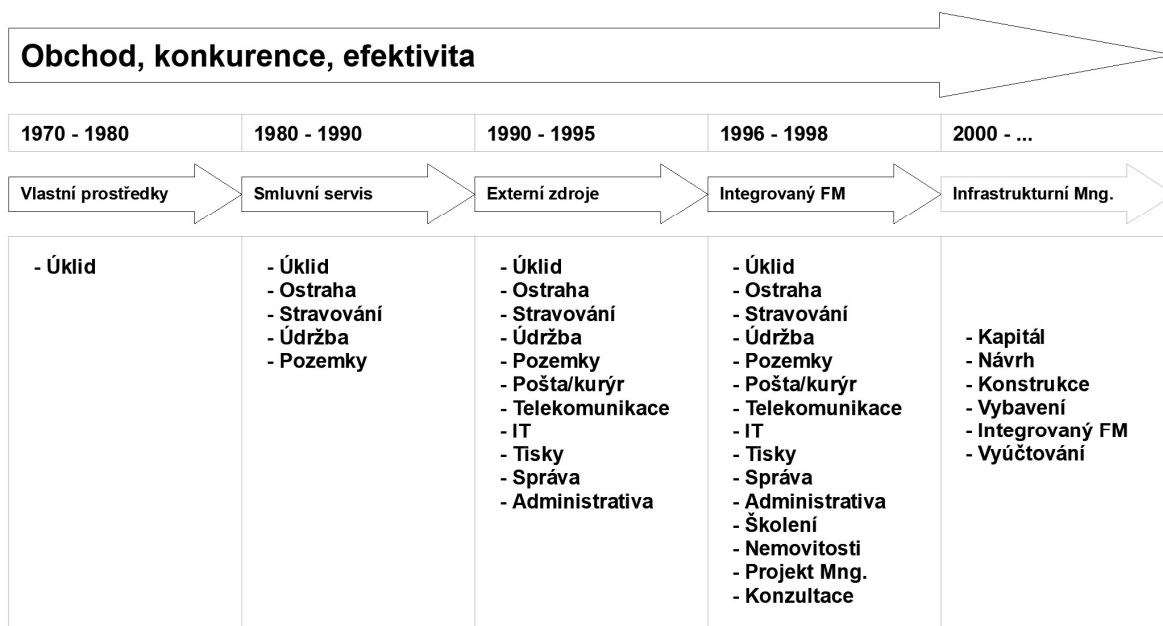 Obchod, konkurence, efektivita
1970 - 1980
1980 - 1990
1990 - 1995
1996 - 1998
2000 - ...
Vlastní prostředky
Smluvní servis
Externí zdroje
Integrovaný FM
Infrastrukturní Mng.
- Úklid
- Úklid
- Ostraha
- Stravování
- Údržba
- Pozemky
- Úklid
- Ostraha
- Stravování
- Údržba
- Pozemky
- Pošta/kurýr
- Telekomunikace
- IT
- Tisky
- Správa
- Administrativa
- Úklid
- Ostraha
- Stravování
- Údržba
- Pozemky
- Pošta/kurýr
- Telekomunikace
- IT
- Tisky
- Správa
- Administrativa
- Školení
- Nemovitosti
- Projekt Mng.
- Konzultace
- Kapitál
- Návrh
- Konstrukce
- Vybavení
- Integrovaný FM
- Vyúčtování